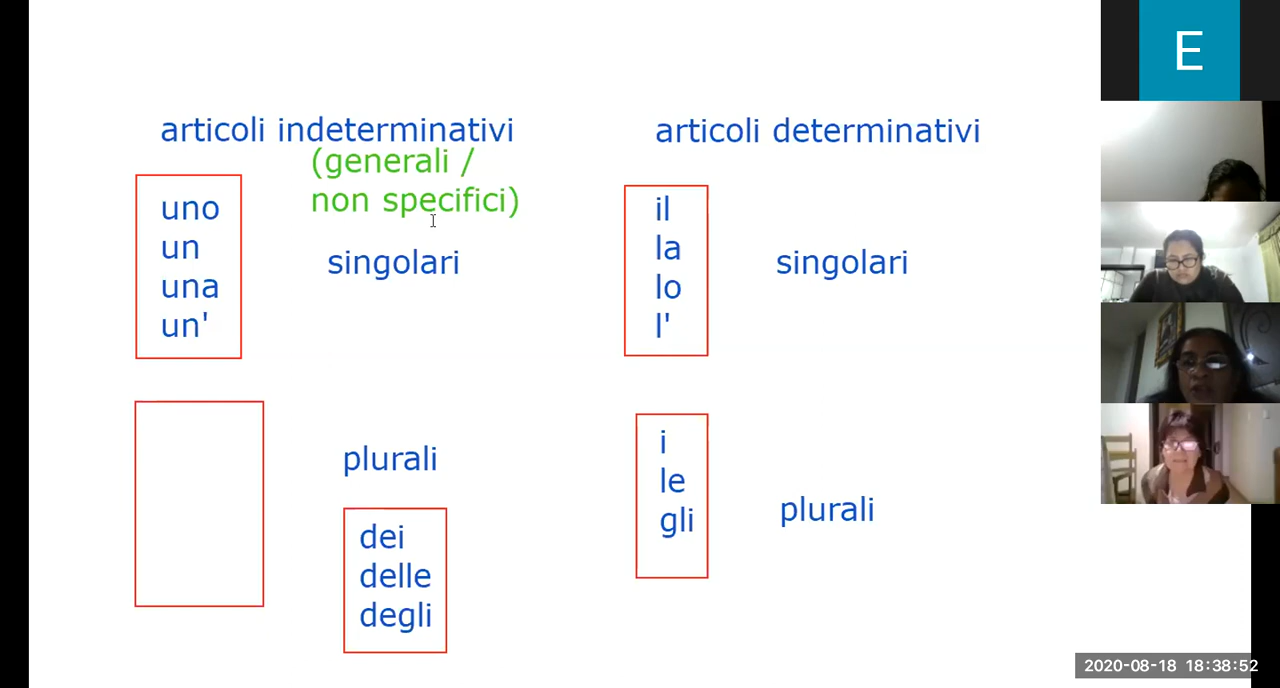 articoli indeterminativi
(generali /
non specifici)
uno
un
una
un'
singolari
plurali
dei
delle
degli
articoli determinativi
il
la
lo
l'
singolari
i
le
gli
plurali
E
2020-08-18 18:38:52